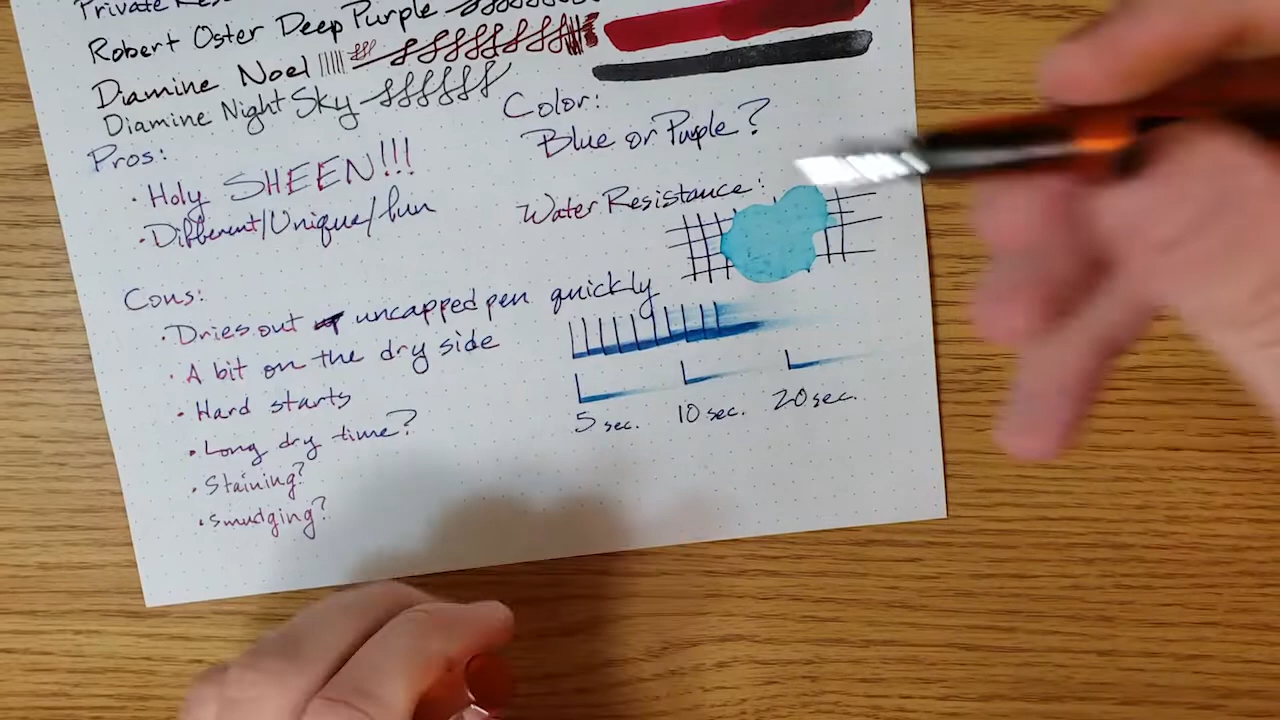 Private
Robert Oster Deep Purple
Diamine Noel
Diamine Night Sky
Pros:
· Holy SHEEN!!!
· Different/Unique/fun
Color:
Blue or Purple?
Water Resistance:
Cons:
· Dries out uncapped pen quickly
· A bit on the dry side
· Hard starts
· Long dry time?
· Staining?
· smudging?
5 sec. 10 sec. 20 sec.